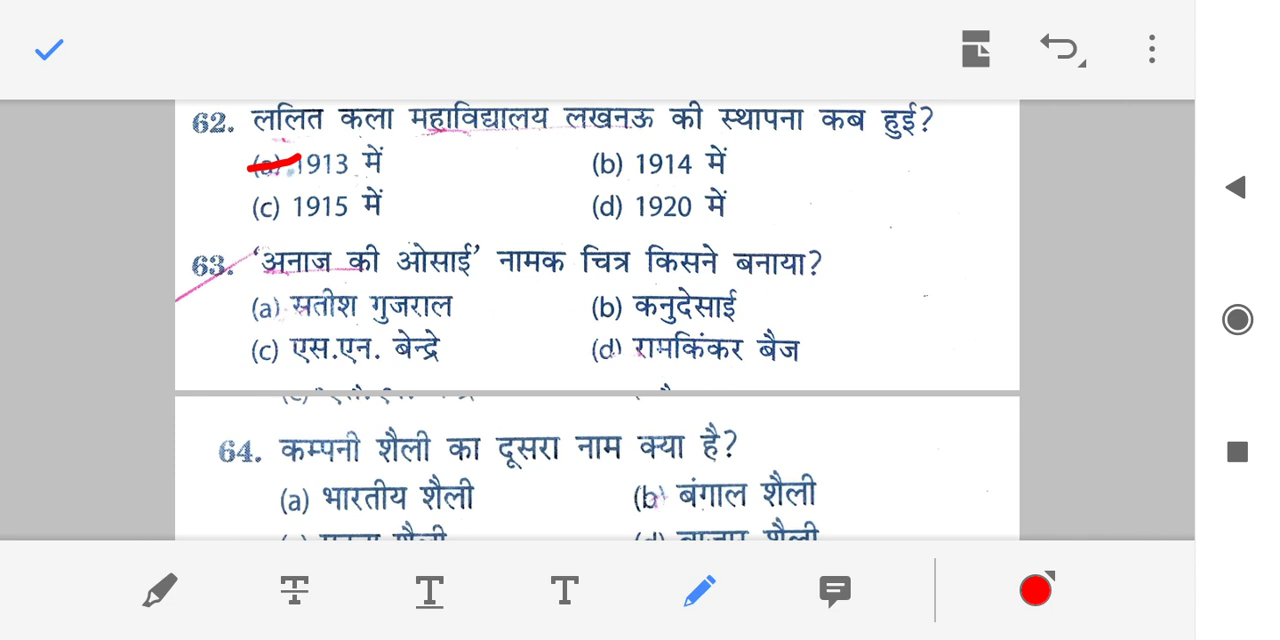 62. ललित कला महाविद्यालय लखनऊ की स्थापना कब हुई?
(a) 1913 में (b) 1914 में
(c) 1915 में (d) 1920 में
63. ‘अनाज की ओसाई’ नामक चित्र किसने बनाया?
(a) सतीश गुजराल (b) कनुदेसाई
(c) एस.एन. बेन्द्रे (d) रामकिंकर बैज
64. कम्पनी शैली का दूसरा नाम क्या है?
(a) भारतीय शैली (b) बंगाल शैली
शैली (d) बाजार शैली